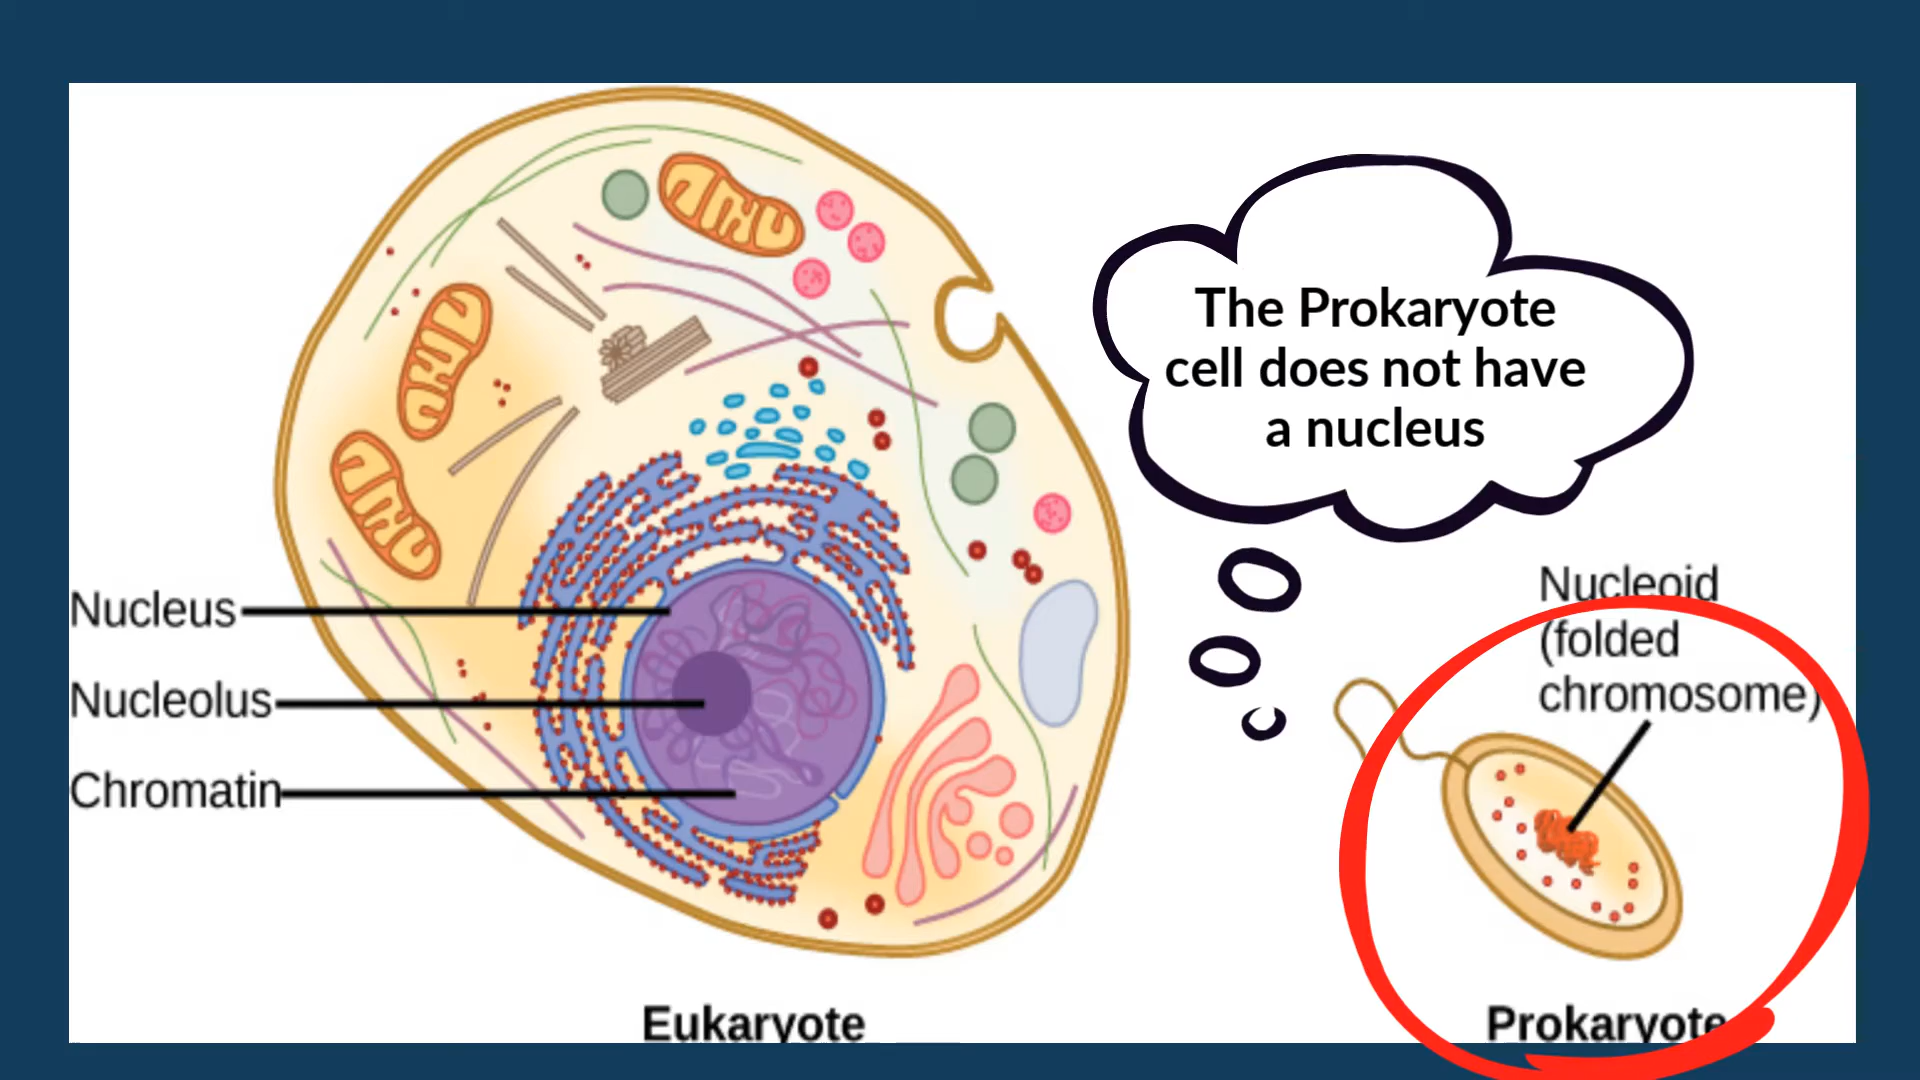 The Prokaryote
cell does not have
a nucleus
Nucleus
Nucleolus
Chromatin
Nucleoid
(folded
chromosome)
Eukaryote
Prokaryote